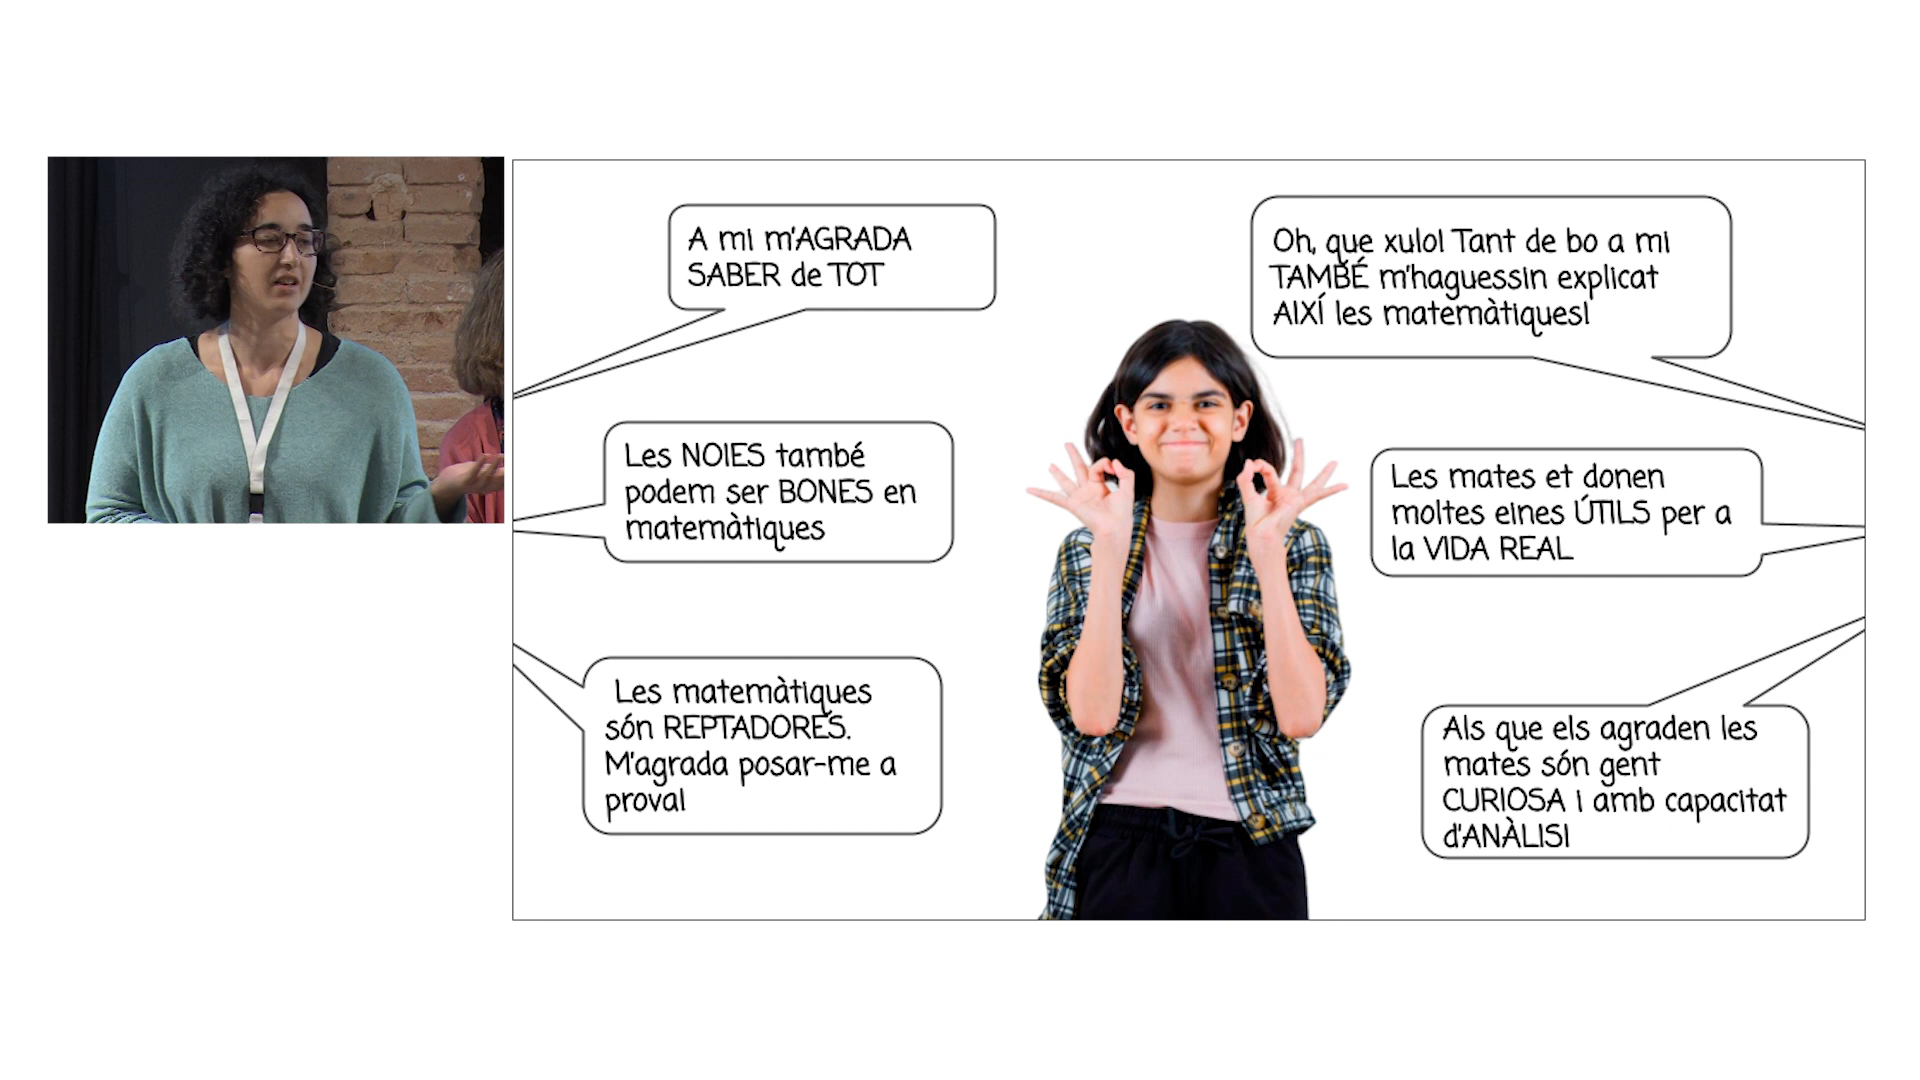 A mi m'AGRADA
SABER de TOT
Les NOIES també
podem ser BONES en
matemàtiques
Les matemàtiques
són REPTADORES.
M'agrada posar-me a
prova!
Oh, que xulo! Tant de bo a mi
TAMBÉ m'haguessin explicat
AIXÍ les matemàtiques!
Les mates et donen
moltes eines ÚTILS per a
la VIDA REAL
Als que els agraden les
mates són gent
CURIOSA i amb capacitat
d'ANÀLISI